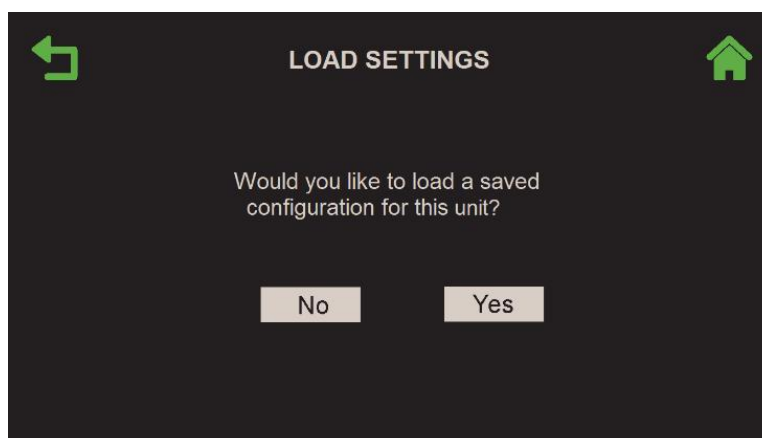 LOAD SETTINGS
Would you like to load a saved
configuration for this unit?
No Yes